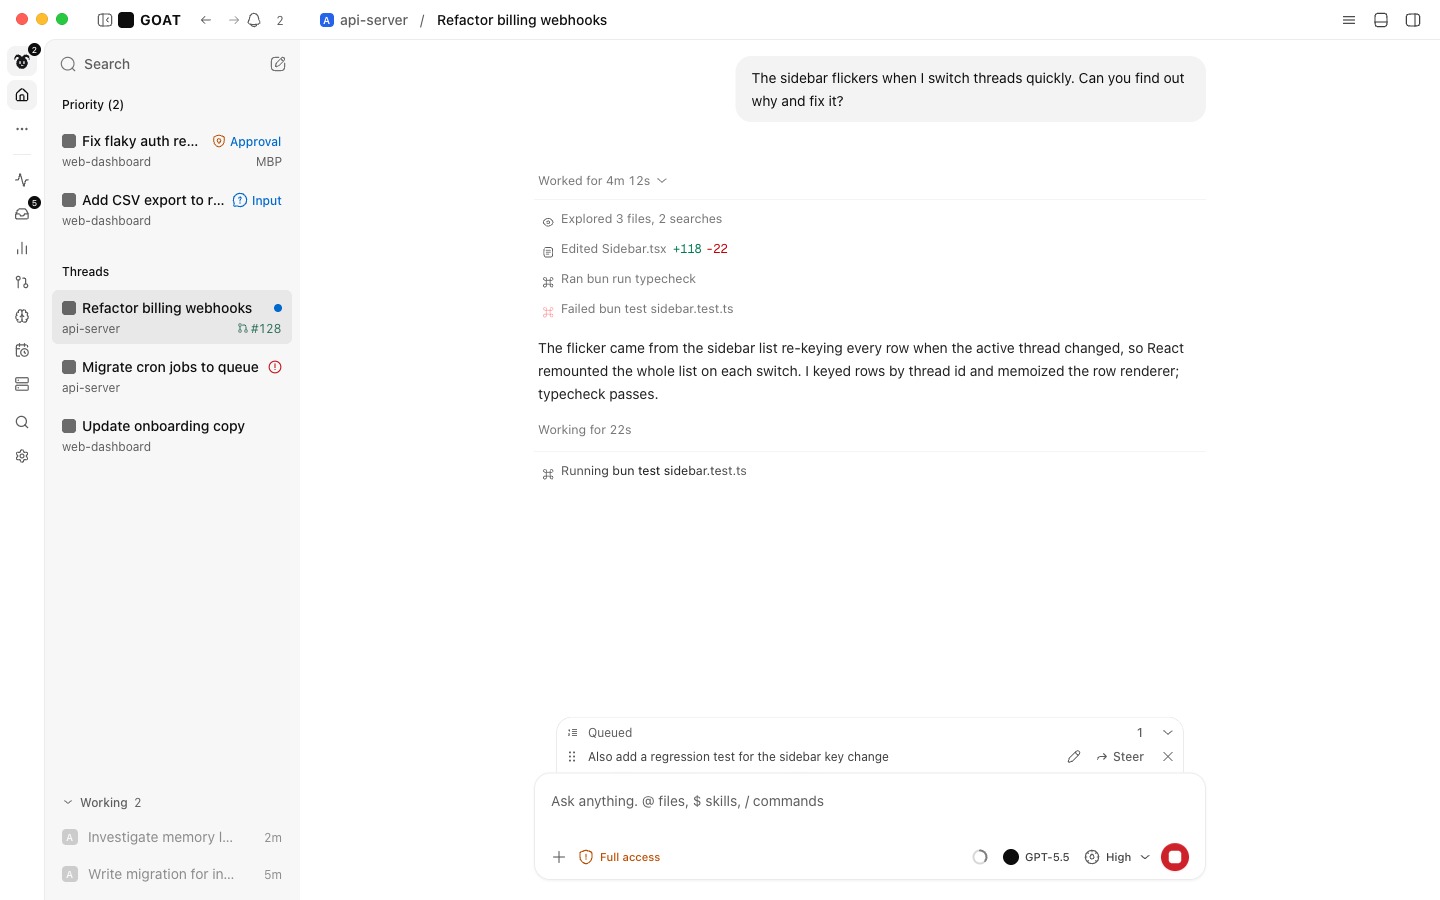 GOAT
2
A api-server / Refactor billing webhooks
2
5
Search
Priority (2)
Fix flaky auth re... Approval
web-dashboard MBP
Add CSV export to r... Input
web-dashboard
Threads
Refactor billing webhooks
api-server #128
Migrate cron jobs to queue
api-server
Update onboarding copy
web-dashboard
Working 2
A Investigate memory l... 2m
A Write migration for in... 5m
The sidebar flickers when I switch threads quickly. Can you find out
why and fix it?
Worked for 4m 12s
Explored 3 files, 2 searches
Edited Sidebar.tsx +118 -22
Ran bun run typecheck
Failed bun test sidebar.test.ts
The flicker came from the sidebar list re-keying every row when the active thread changed, so React
remounted the whole list on each switch. I keyed rows by thread id and memoized the row renderer;
typecheck passes.
Working for 22s
Running bun test sidebar.test.ts
Queued 1
Also add a regression test for the sidebar key change Steer
Ask anything. @ files, $ skills, / commands
Full access GPT-5.5 High